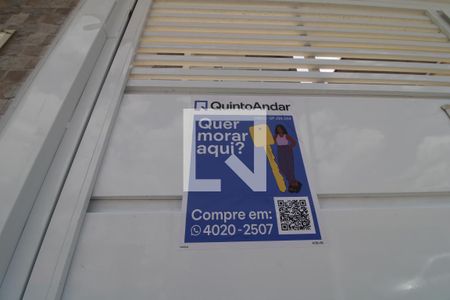 QuintoAndar
Quer
morar
aqui?
Compre em:
4020-2507